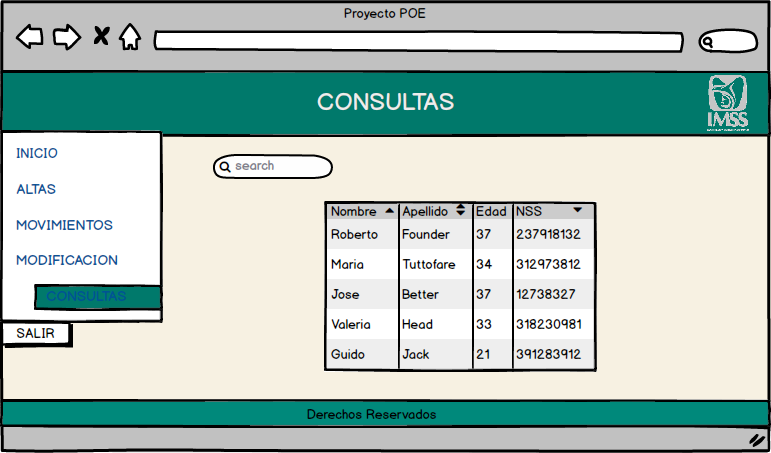 Proyecto POE
CONSULTAS
IMSS
INICIO
ALTAS
MOVIMIENTOS
MODIFICACION
CONSULTAS
SALIR
search
Nombre Apellido Edad NSS
Roberto Founder 37 237918132
Maria Tuttofare 34 312973812
Jose Better 37 12738327
Valeria Head 33 318230981
Guido Jack 21 391283912
Derechos Reservados